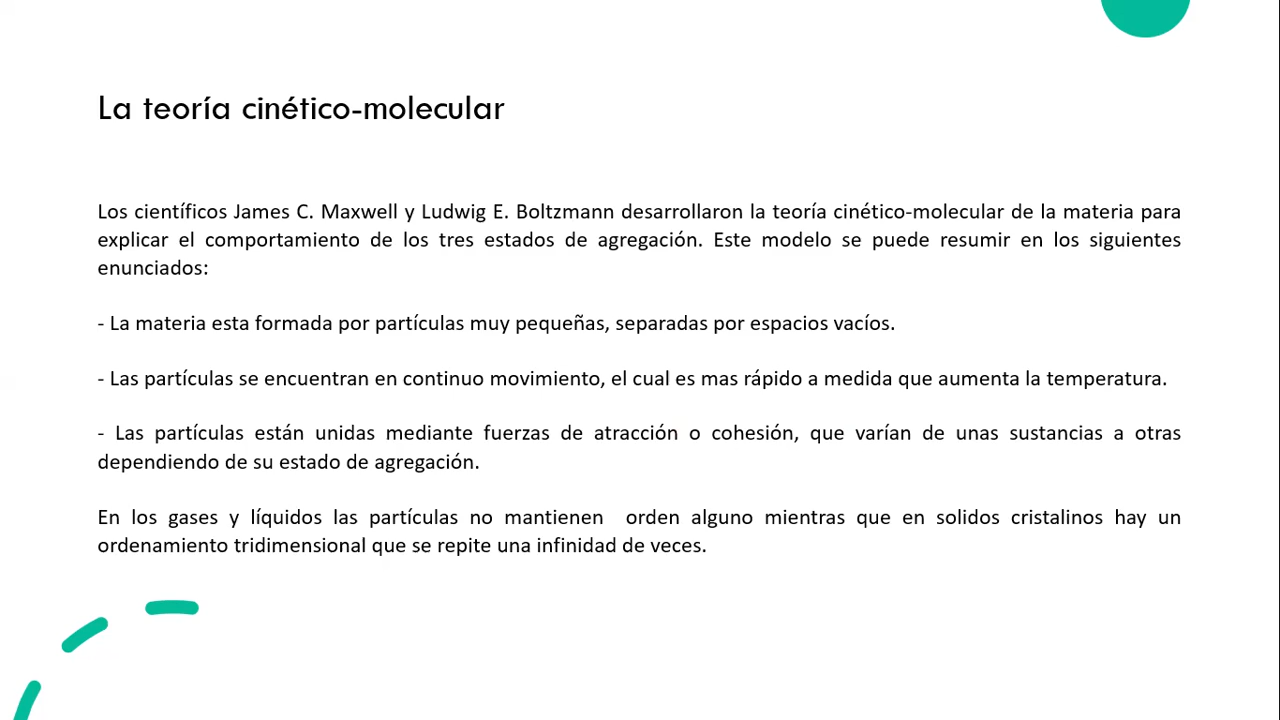 La teoría cinético-molecular
Los científicos James C. Maxwell y Ludwig E. Boltzmann desarrollaron la teoría cinético-molecular de la materia para
explicar el comportamiento de los tres estados de agregación. Este modelo se puede resumir en los siguientes
enunciados:
- La materia esta formada por partículas muy pequeñas, separadas por espacios vacíos.
- Las partículas se encuentran en continuo movimiento, el cual es mas rápido a medida que aumenta la temperatura.
- Las partículas están unidas mediante fuerzas de atracción o cohesión, que varían de unas sustancias a otras
dependiendo de su estado de agregación.
En los gases y líquidos las partículas no mantienen  orden alguno mientras que en solidos cristalinos hay un
ordenamiento tridimensional que se repite una infinidad de veces.